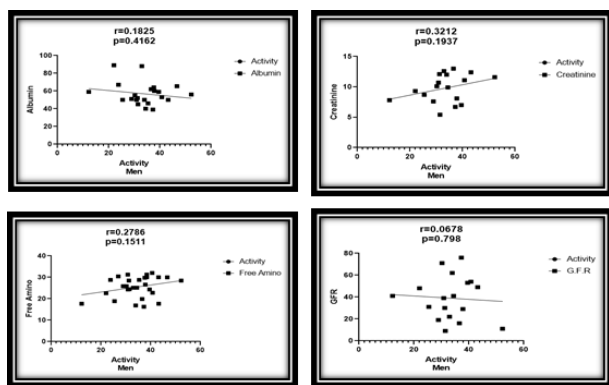 r=0.1825
p=0.4162
Albumin
100
80
60
40
20
0
0 20 40 60
Activity
Men
Activity
Albumin
r=0.3212
p=0.1937
Creatinine
15
10
5
0
0 20 40 60
Activity
Men
Activity
Creatinine
r=0.2786
p=0.1511
Free Amino
40
30
20
10
0
0 20 40 60
Activity
Men
Activity
Free Amino
r=0.0678
p=0.798
GFR
80
60
40
20
0
0 20 40 60
Activity
Men
Activity
G.F.R